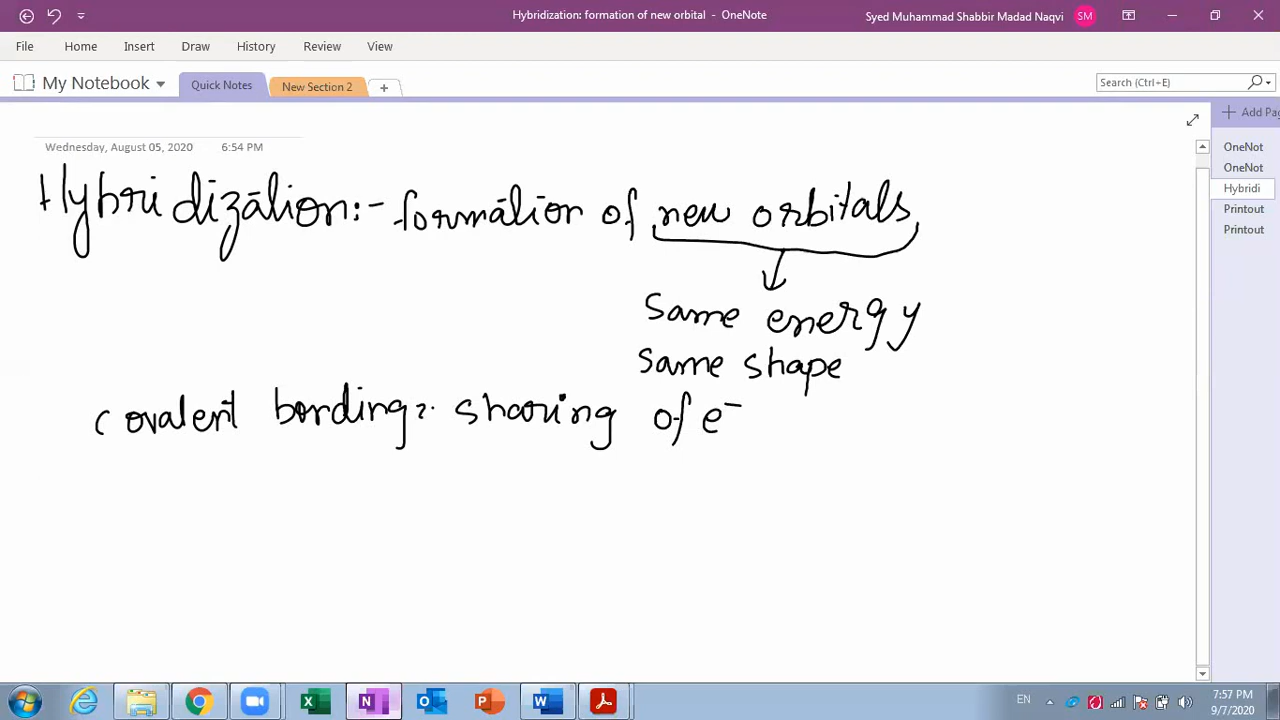 Hybridization: formation of new orbital - OneNote
Syed Muhammad Shabbir Madad Naqvi SM
File Home Insert Draw History Review View
My Notebook Quick Notes New Section 2 +
Search (Ctrl+E)
Add Pag
Wednesday, August 05, 2020 6:54 PM
OneNot
OneNot
Hybridi
Printout
Printout
Hybridization:- formation of new orbitals
Same energy
Same shape
covalent bonding:- sharing of e⁻
EN
7:57 PM
9/7/2020